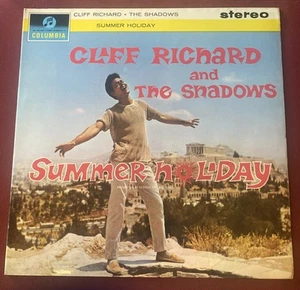 CLIFF RICHARD · THE SHADOWS
stereo
SUMMER HOLIDAY
COLUMBIA
CLIFF RICHARD
and
THE SHADOWS
SUMMER HOLIDAY